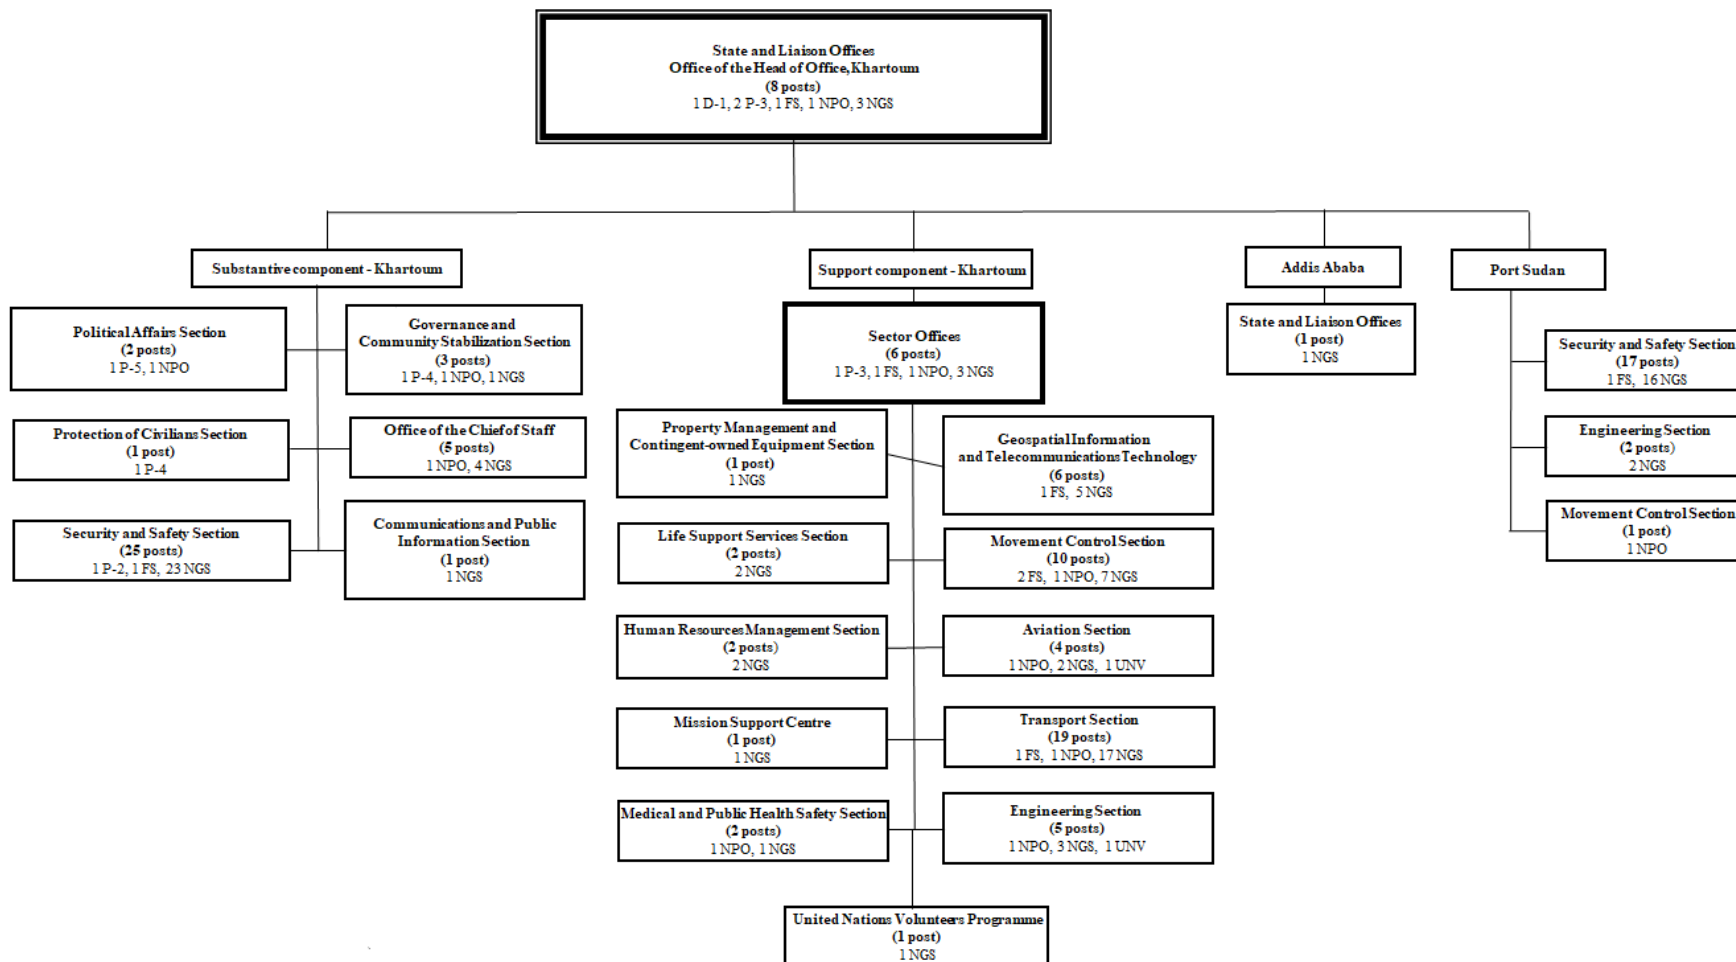 State and Liaison Offices
Office of the Head of Office, Khartoum
(8 posts)
1 D-1, 2 P-3, 1 FS, 1 NPO, 3 NGS
Substantive component - Khartoum
Political Affairs Section
(2 posts)
1 P-5, 1 NPO
Governance and
Community Stabilization Section
(3 posts)
1 P-4, 1 NPO, 1 NGS
Protection of Civilians Section
(1 post)
1 P-4
Office of the Chief of Staff
(5 posts)
1 NPO, 4 NGS
Security and Safety Section
(25 posts)
1 P-2, 1 FS, 23 NGS
Communications and Public
Information Section
(1 post)
1 NGS
Support component - Khartoum
Sector Offices
(6 posts)
1 P-3, 1 FS, 1 NPO, 3 NGS
Property Management and
Contingent-owned Equipment Section
(1 post)
1 NGS
Geospatial Information
and Telecommunications Technology
(6 posts)
1 FS, 5 NGS
Life Support Services Section
(2 posts)
2 NGS
Movement Control Section
(10 posts)
2 FS, 1 NPO, 7 NGS
Human Resources Management Section
(2 posts)
2 NGS
Aviation Section
(4 posts)
1 NPO, 2 NGS, 1 UNV
Mission Support Centre
(1 post)
1 NGS
Transport Section
(19 posts)
1 FS, 1 NPO, 17 NGS
Medical and Public Health Safety Section
(2 posts)
1 NPO, 1 NGS
Engineering Section
(5 posts)
1 NPO, 3 NGS, 1 UNV
United Nations Volunteers Programme
(1 post)
1 NGS
Addis Ababa
State and Liaison Offices
(1 post)
1 NGS
Port Sudan
Security and Safety Section
(17 posts)
1 FS, 16 NGS
Engineering Section
(2 posts)
2 NGS
Movement Control Section
(1 post)
1 NPO